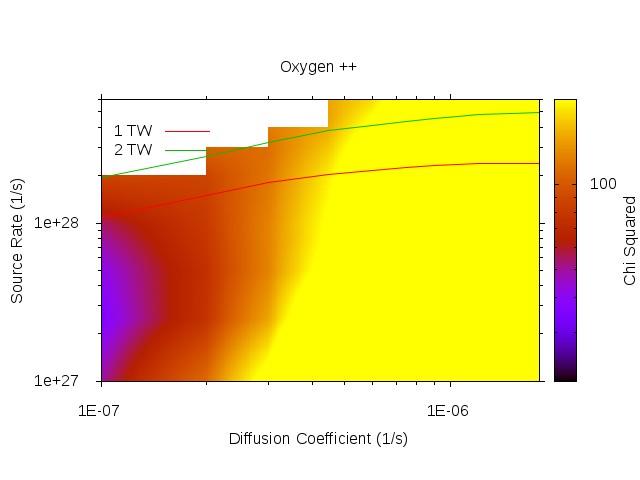 Oxygen ++
1 TW
2 TW
100
1e+28
1e+27
Source Rate (1/s)
Chi Squared
1E-07
1E-06
Diffusion Coefficient (1/s)